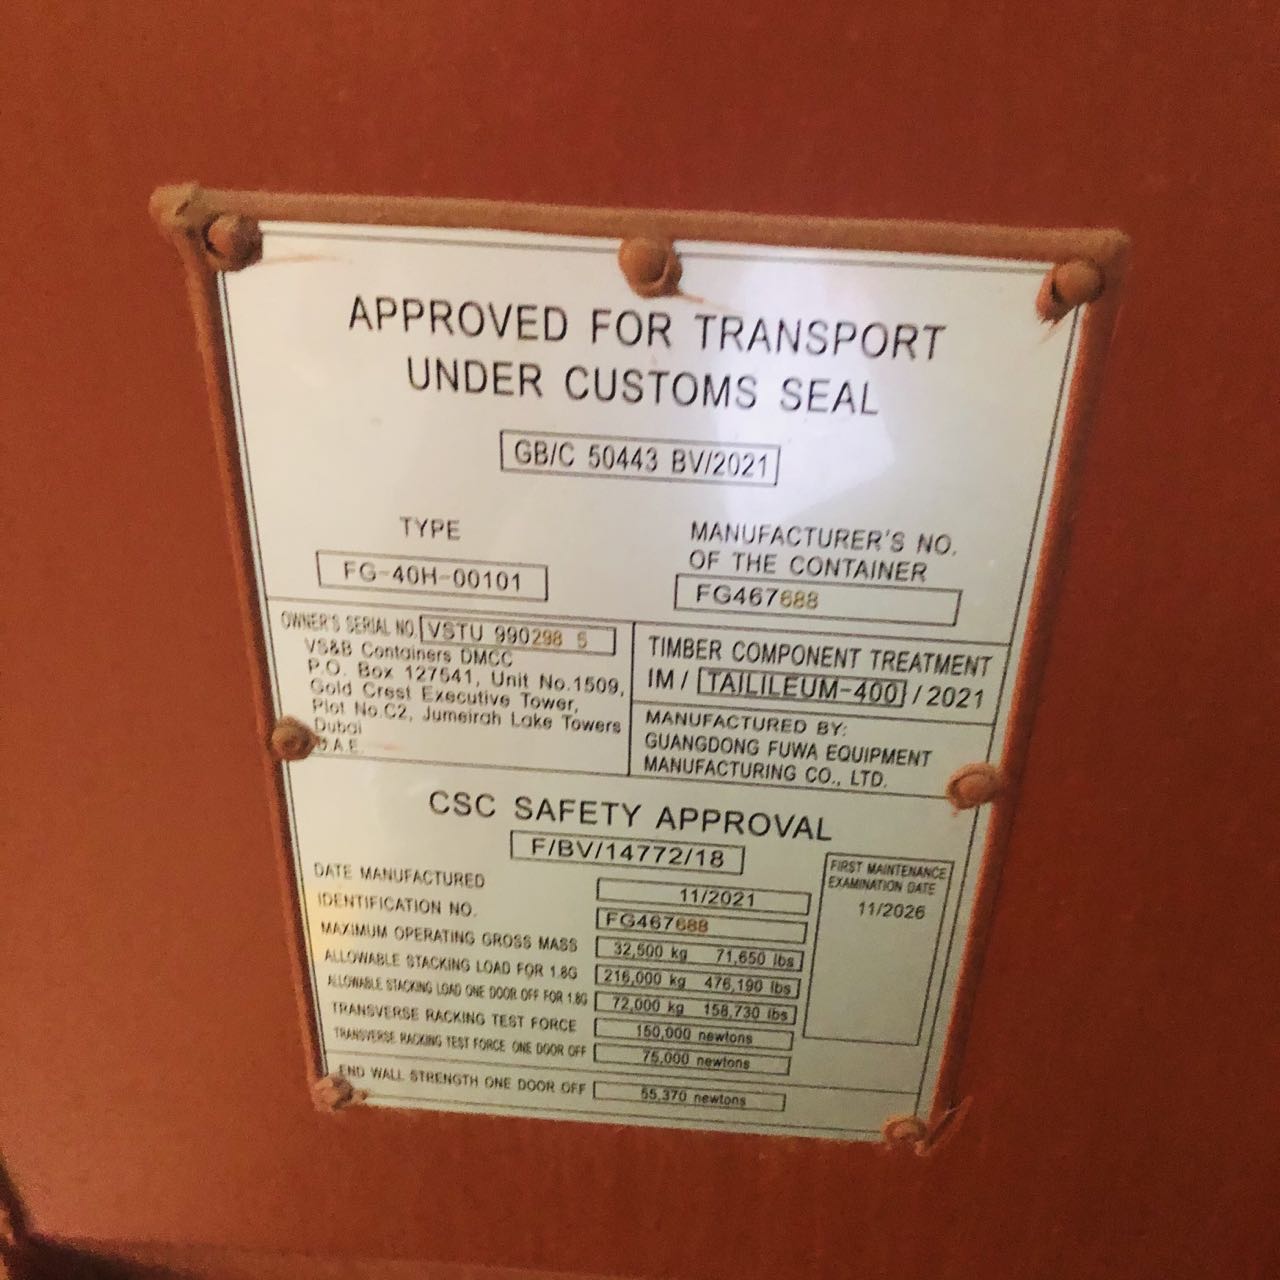 APPROVED FOR TRANSPORT
UNDER CUSTOMS SEAL
GB/C 50443 BV/2021
TYPE
FG-40H-00101
MANUFACTURER'S NO.
OF THE CONTAINER
FG467688
OWNER'S SERIAL NO. VSTU 990298 5
VS&B Containers DMCC
P.O. Box 127541, Unit No.1509,
Gold Crest Executive Tower,
Plot No.C2, Jumeirah Lake Towers
Dubai
U.A.E.
TIMBER COMPONENT TREATMENT
IM / TAILILEUM-400 / 2021
MANUFACTURED BY:
GUANGDONG FUWA EQUIPMENT
MANUFACTURING CO., LTD.
CSC SAFETY APPROVAL
F/BV/14772/18
DATE MANUFACTURED 11/2021
IDENTIFICATION NO. FG467688
MAXIMUM OPERATING GROSS MASS 32,500 kg 71,650 lbs
ALLOWABLE STACKING LOAD FOR 1.8G 216,000 kg 476,190 lbs
ALLOWABLE STACKING LOAD ONE DOOR OFF FOR 1.8G 72,000 kg 158,730 lbs
TRANSVERSE RACKING TEST FORCE 150,000 newtons
TRANSVERSE RACKING TEST FORCE ONE DOOR OFF 75,000 newtons
END WALL STRENGTH ONE DOOR OFF 55,370 newtons
FIRST MAINTENANCE
EXAMINATION DATE
11/2026